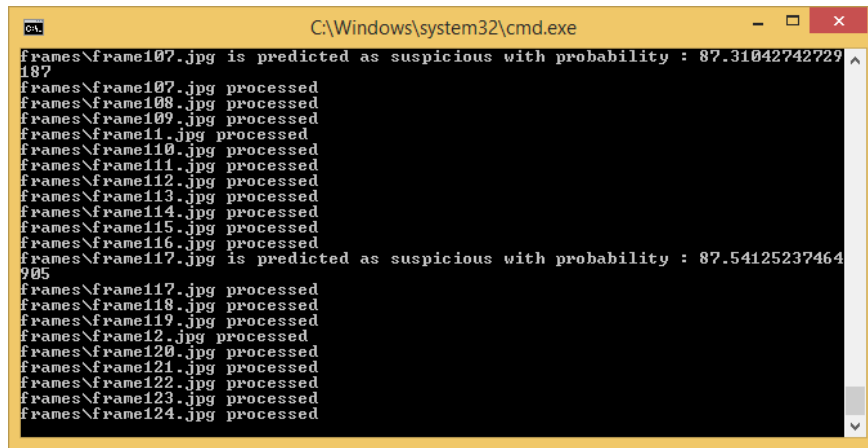 C:\Windows\system32\cmd.exe
frames\frame107.jpg is predicted as suspicious with probability : 87.31042742729
187
frames\frame107.jpg processed
frames\frame108.jpg processed
frames\frame109.jpg processed
frames\frame11.jpg processed
frames\frame110.jpg processed
frames\frame111.jpg processed
frames\frame112.jpg processed
frames\frame113.jpg processed
frames\frame114.jpg processed
frames\frame115.jpg processed
frames\frame116.jpg processed
frames\frame117.jpg is predicted as suspicious with probability : 87.54125237464
905
frames\frame117.jpg processed
frames\frame118.jpg processed
frames\frame119.jpg processed
frames\frame12.jpg processed
frames\frame120.jpg processed
frames\frame121.jpg processed
frames\frame122.jpg processed
frames\frame123.jpg processed
frames\frame124.jpg processed